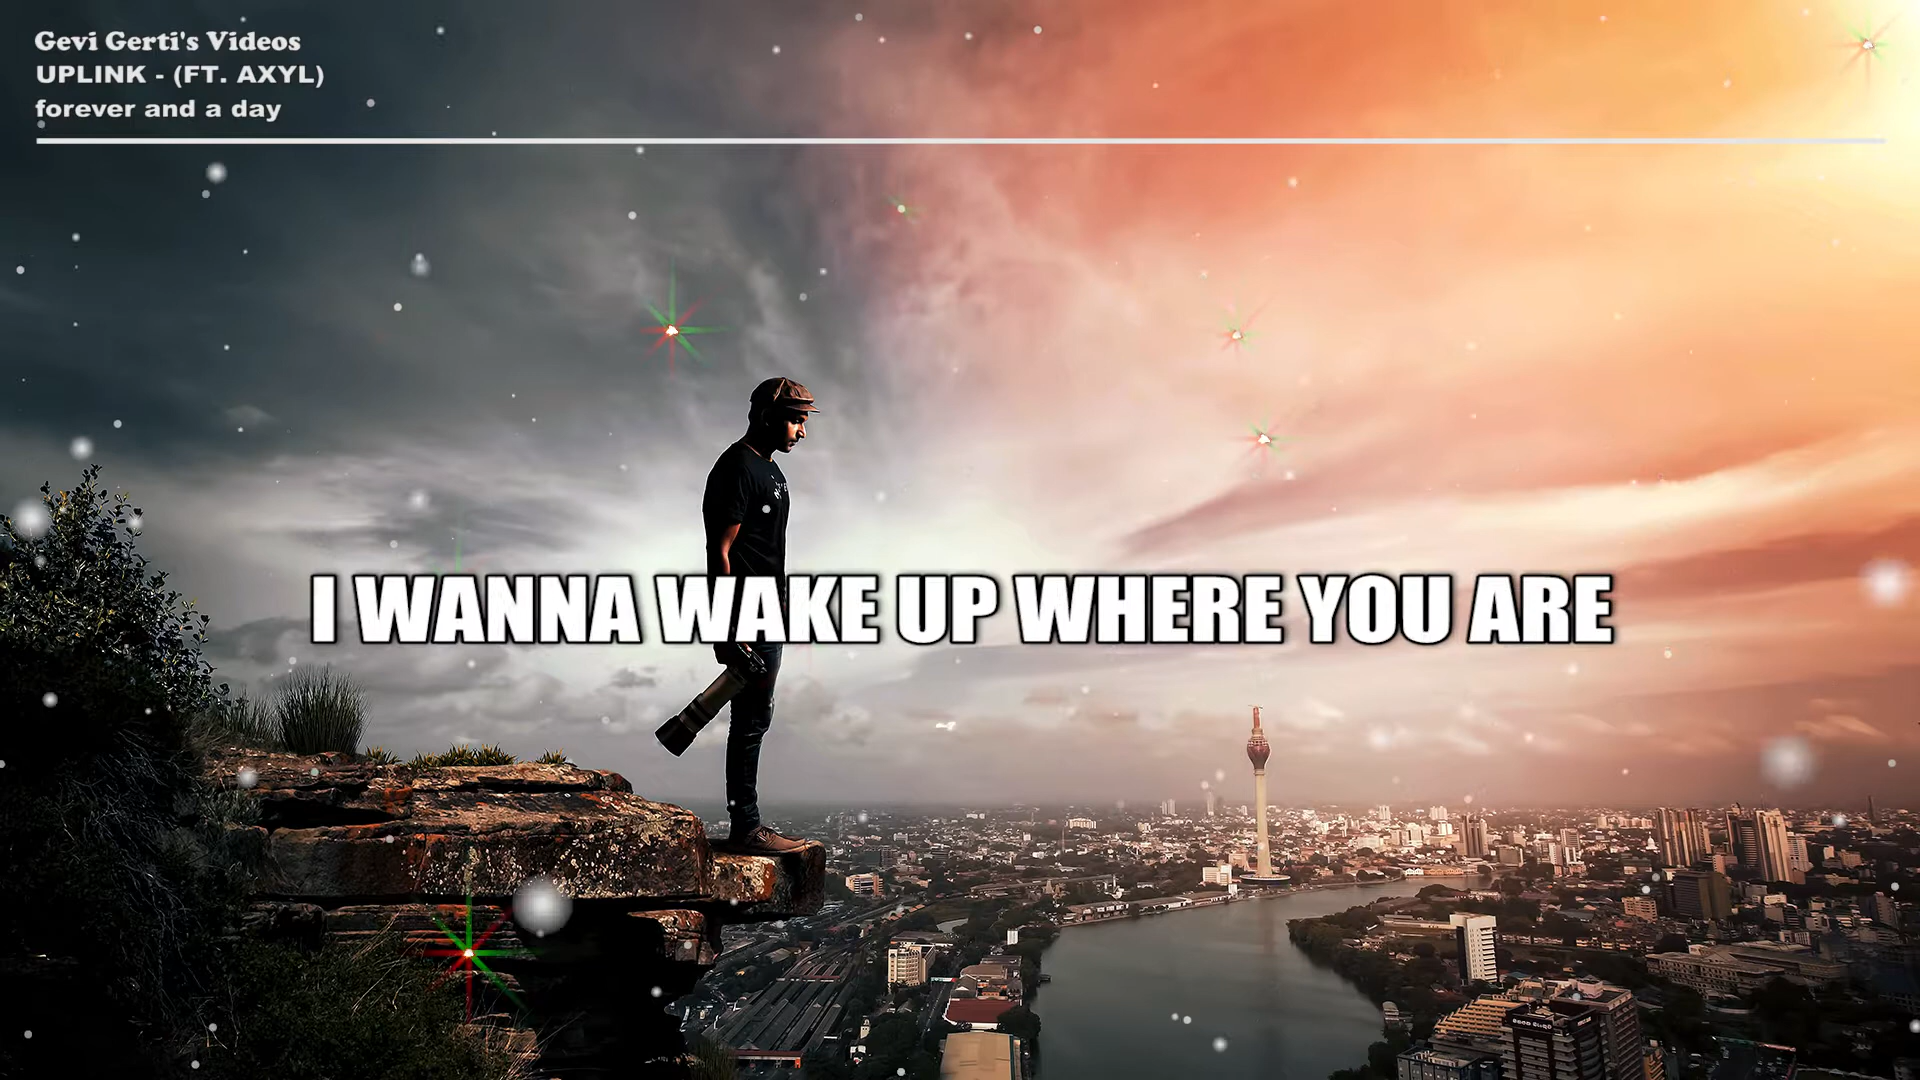 Gevi Gerti's Videos
UPLINK - (FT. AXYL)
forever and a day
I WANNA WAKE UP WHERE YOU ARE